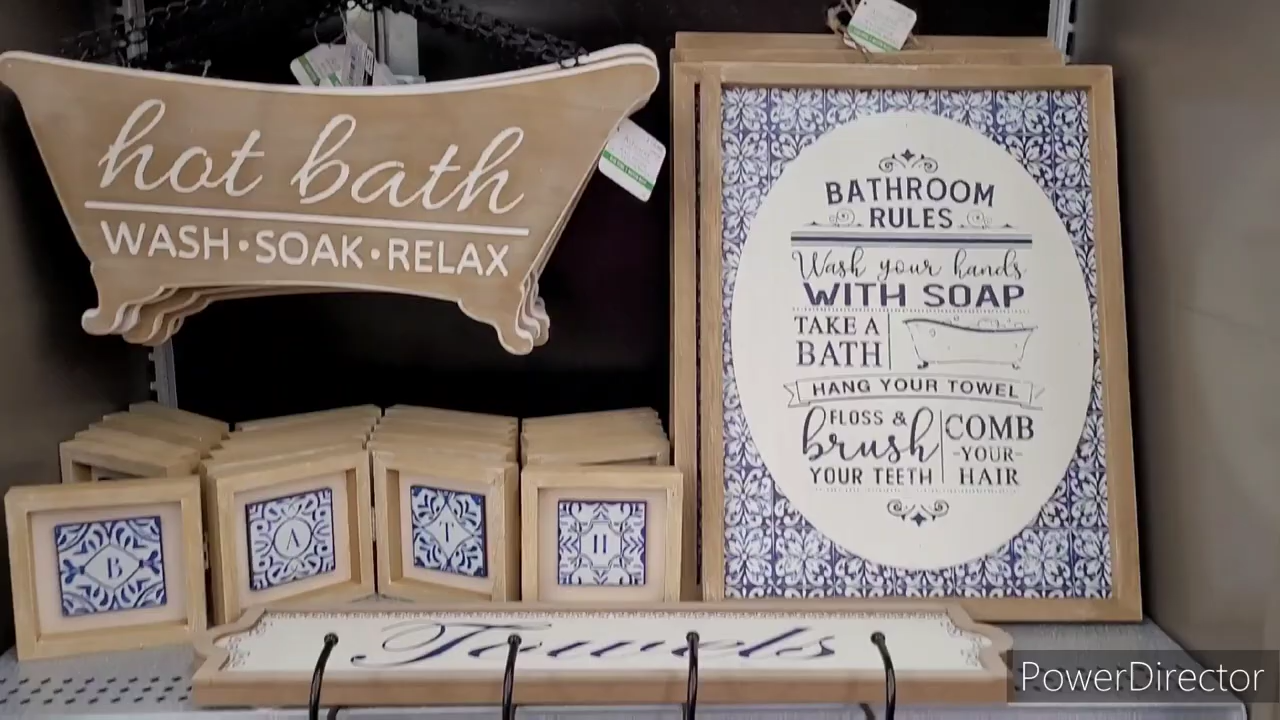 hot bath
WASH • SOAK • RELAX
BATHROOM
RULES
Wash your hands
WITH SOAP
TAKE A
BATH
HANG YOUR TOWEL
FLOSS &
brush
YOUR TEETH
COMB
-YOUR-
HAIR
B
A
T
H
Towels
PowerDirector